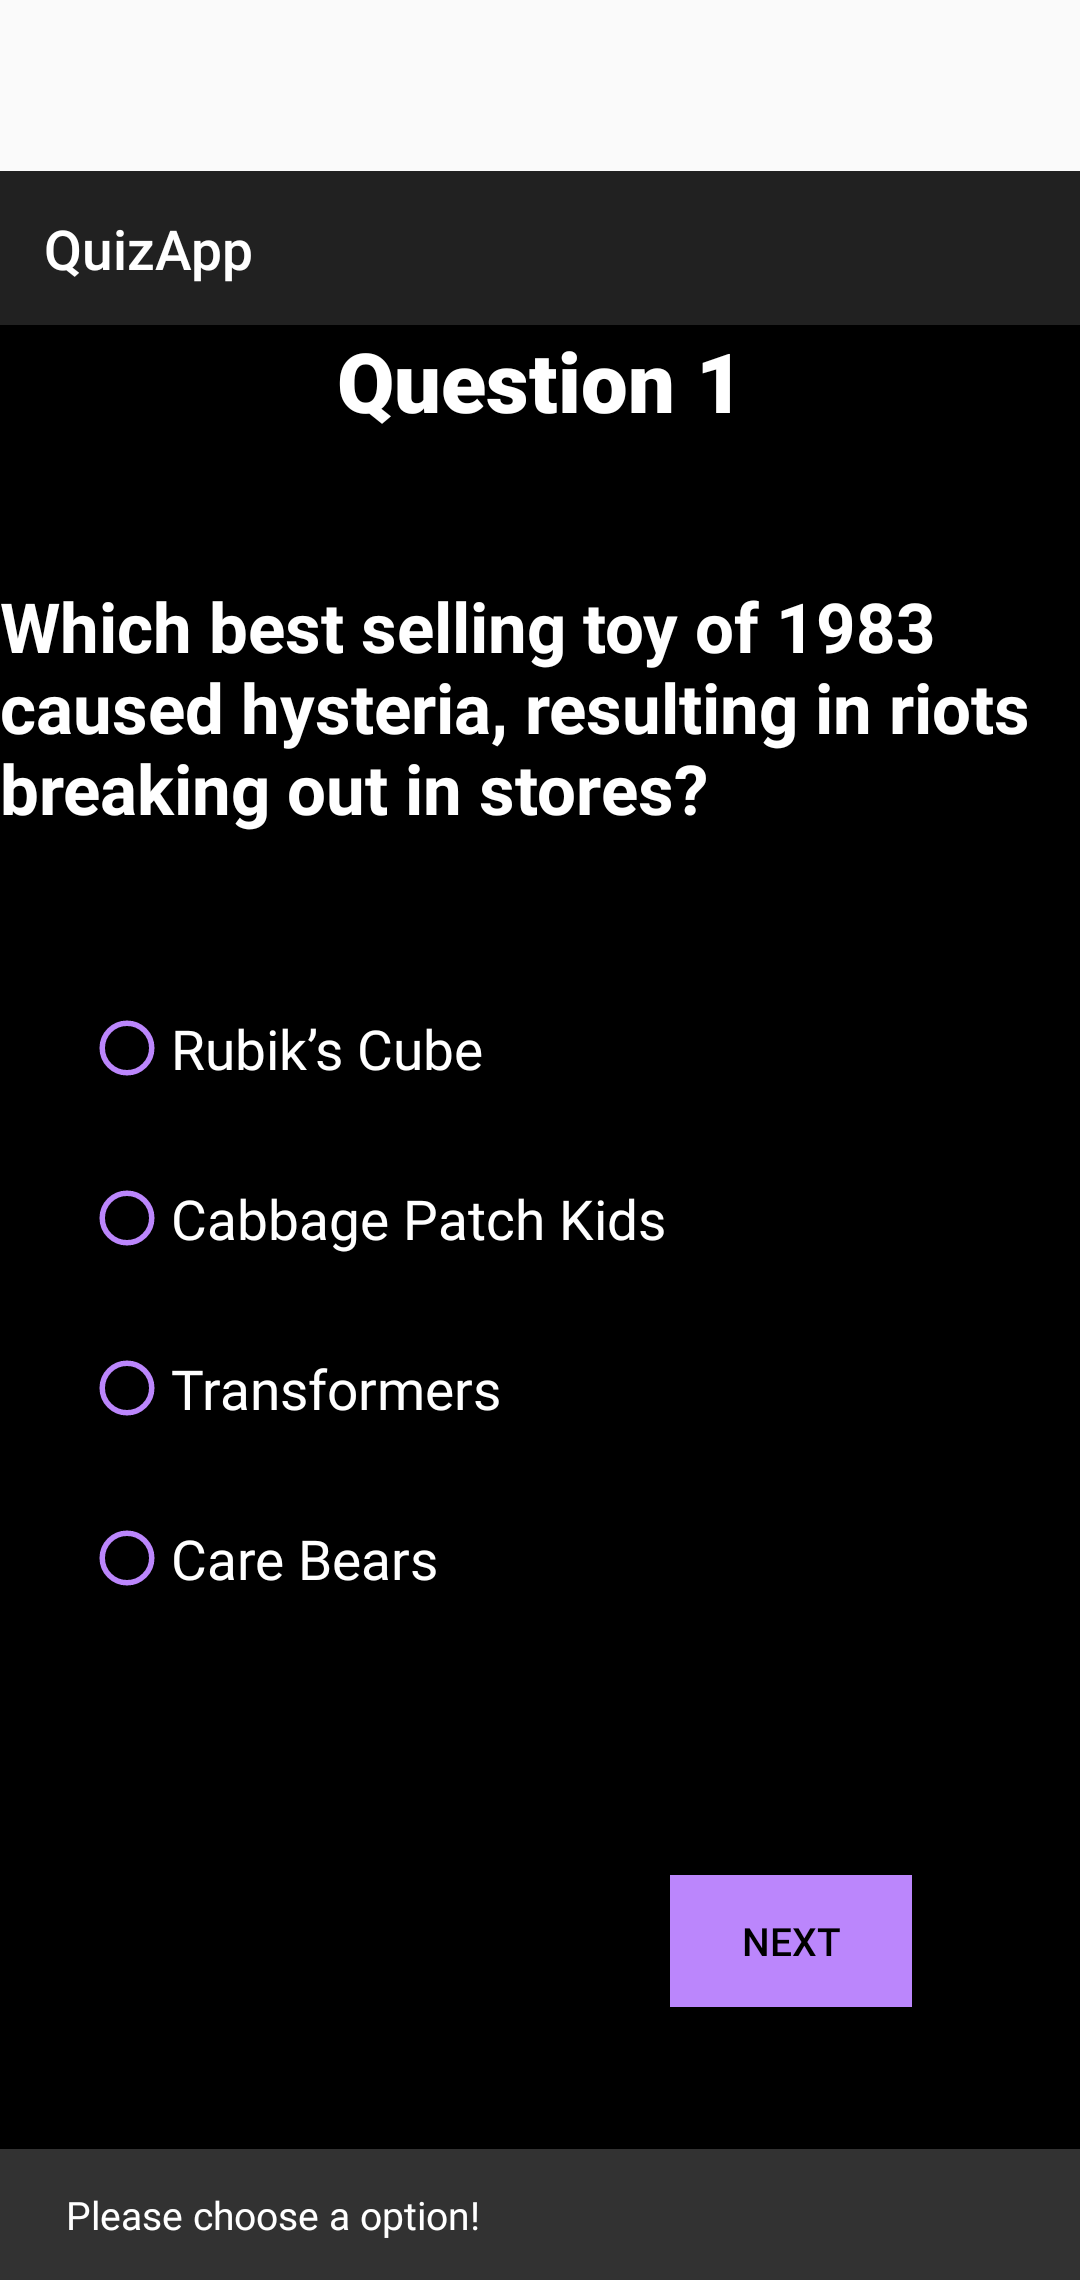 QuizApp
Question 1
Which best selling toy of 1983
caused hysteria, resulting in riots
breaking out in stores?
Rubik’s Cube
Cabbage Patch Kids
Transformers
Care Bears
NEXT
Please choose a option!